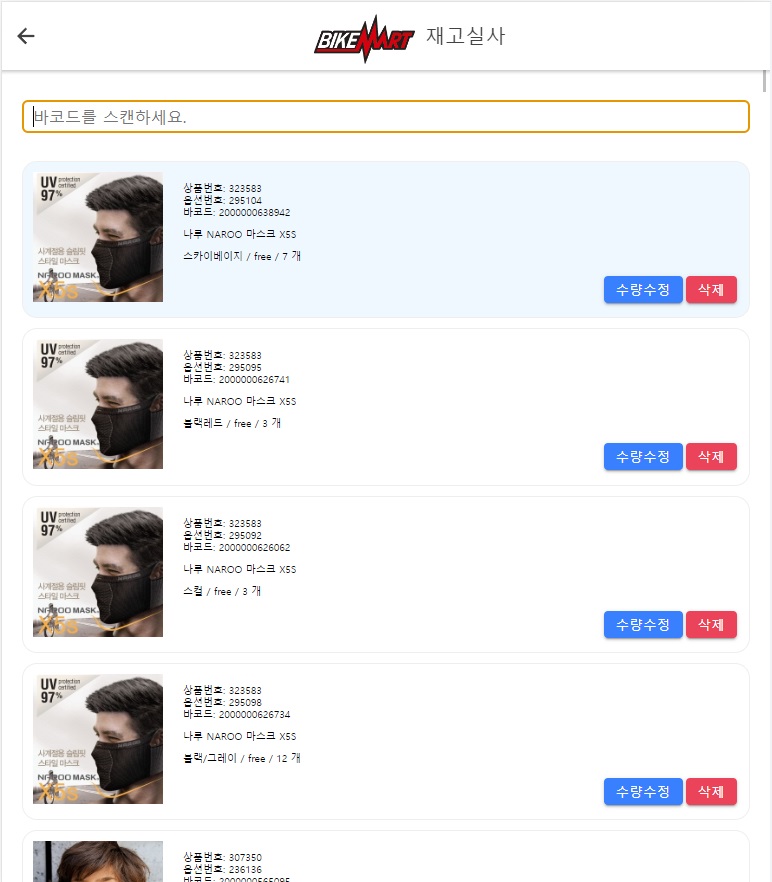 BIKEMART 재고실사
바코드를 스캔하세요.
UV protection
97% certified
사계절용 슬림핏
스타일 마스크
NAROO MASK
X5S
상품번호: 323583
옵션번호: 295104
바코드: 2000000638942
나루 NAROO 마스크 X5S
스카이베이지 / free / 7 개
수량수정 삭제
UV protection
97% certified
사계절용 슬림핏
스타일 마스크
NAROO MASK
X5S
상품번호: 323583
옵션번호: 295095
바코드: 2000000626741
나루 NAROO 마스크 X5S
블랙레드 / free / 3 개
수량수정 삭제
UV protection
97% certified
사계절용 슬림핏
스타일 마스크
NAROO MASK
X5S
상품번호: 323583
옵션번호: 295092
바코드: 2000000626062
나루 NAROO 마스크 X5S
스컬 / free / 3 개
수량수정 삭제
UV protection
97% certified
사계절용 슬림핏
스타일 마스크
NAROO MASK
X5S
상품번호: 323583
옵션번호: 295098
바코드: 2000000626734
나루 NAROO 마스크 X5S
블랙/그레이 / free / 12 개
수량수정 삭제
상품번호: 307350
옵션번호: 236136
바코드: 2000000565095